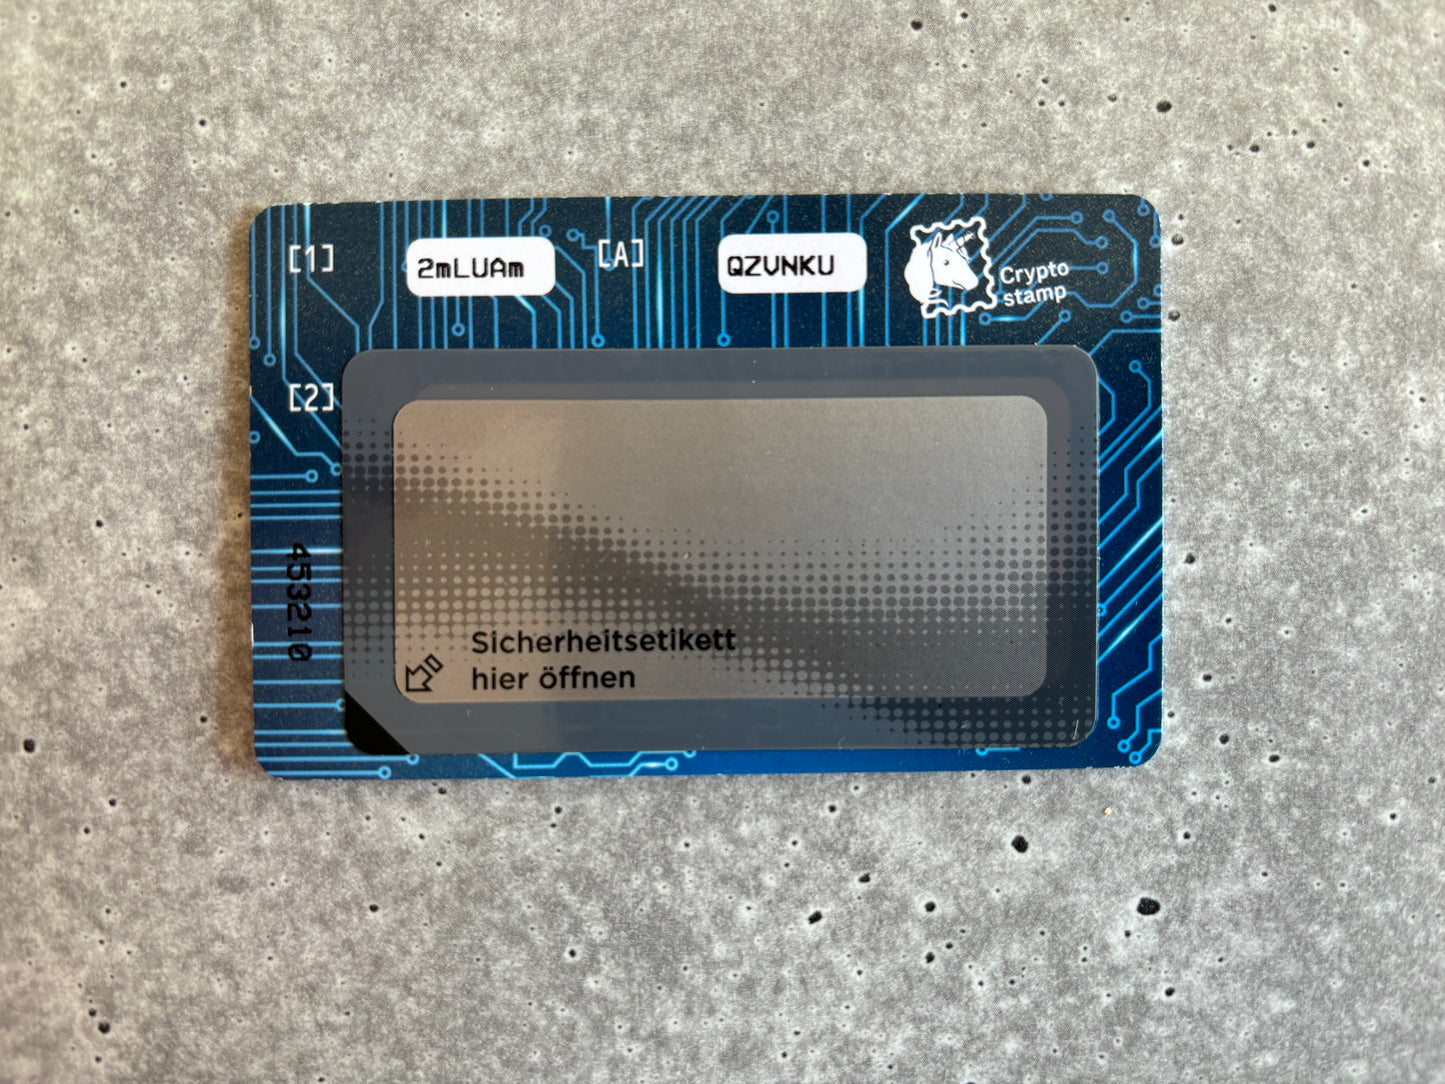 [1] 2mLUAm [A] QZVNKU
Crypto
stamp
[2]
453210
Sicherheitsetikett
hier öffnen